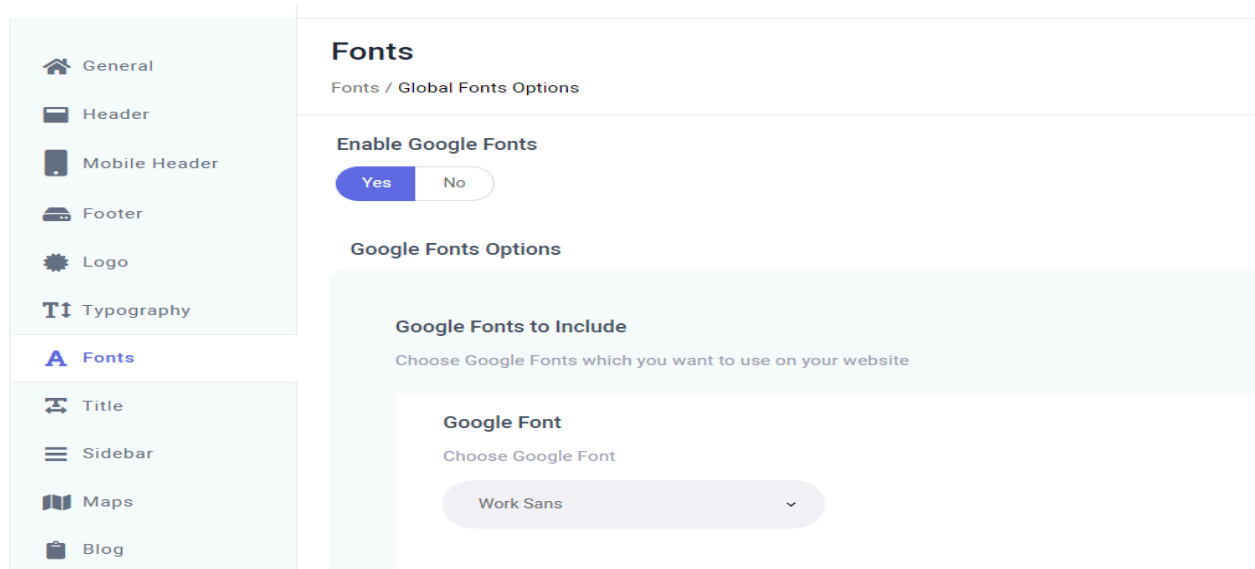 General
Header
Mobile Header
Footer
Logo
Typography
Fonts
Title
Sidebar
Maps
Blog
Fonts
Fonts / Global Fonts Options
Enable Google Fonts
Yes No
Google Fonts Options
Google Fonts to Include
Choose Google Fonts which you want to use on your website
Google Font
Choose Google Font
Work Sans